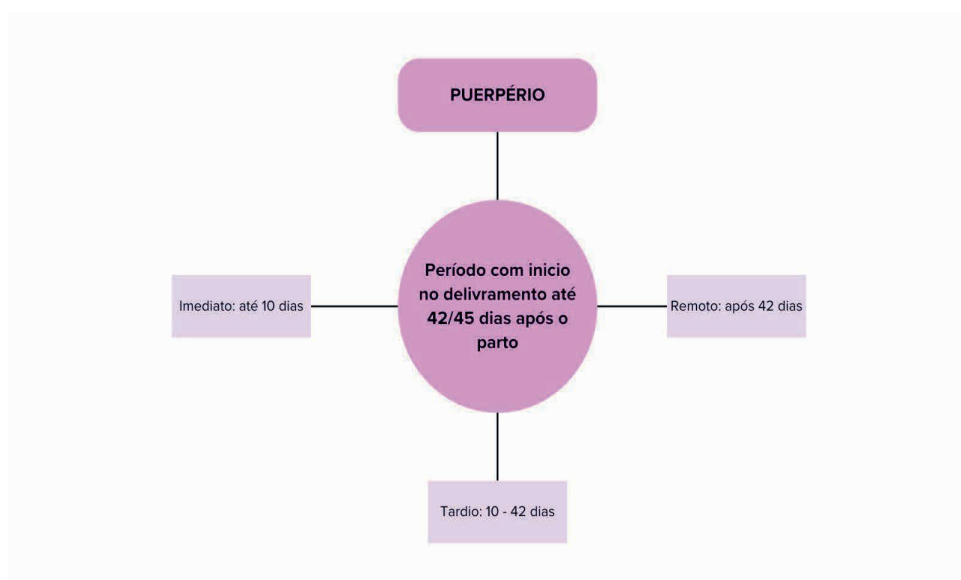 PUERPÉRIO
Período com inicio
no delivramento até
42/45 dias após o
parto
Imediato: até 10 dias
Remoto: após 42 dias
Tardio: 10 - 42 dias